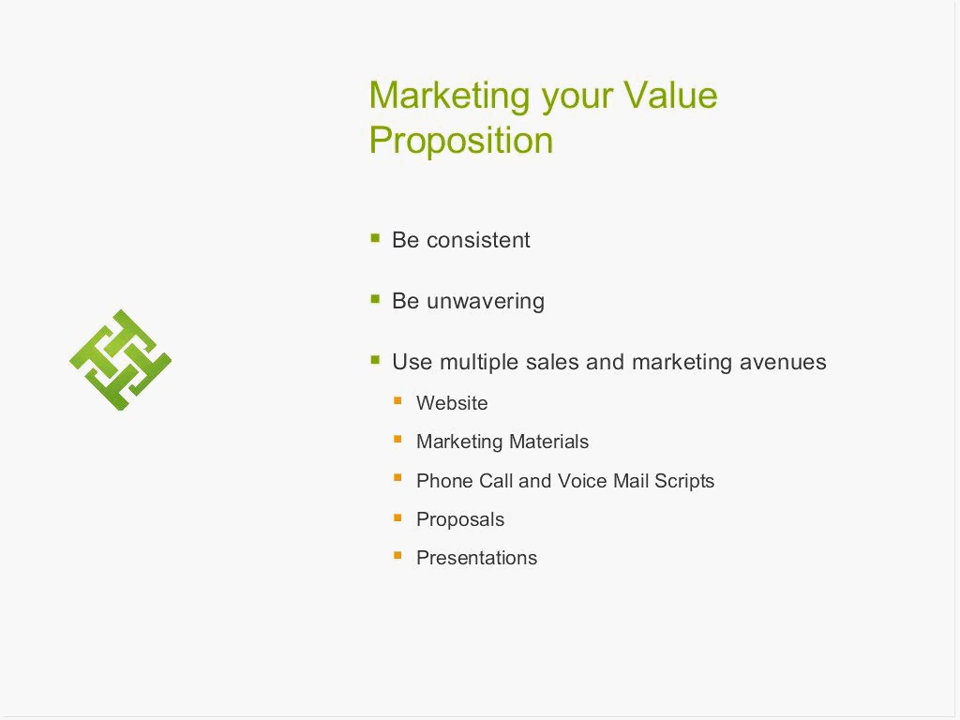 Marketing your Value
Proposition
Be consistent
Be unwavering
Use multiple sales and marketing avenues
Website
Marketing Materials
Phone Call and Voice Mail Scripts
Proposals
Presentations